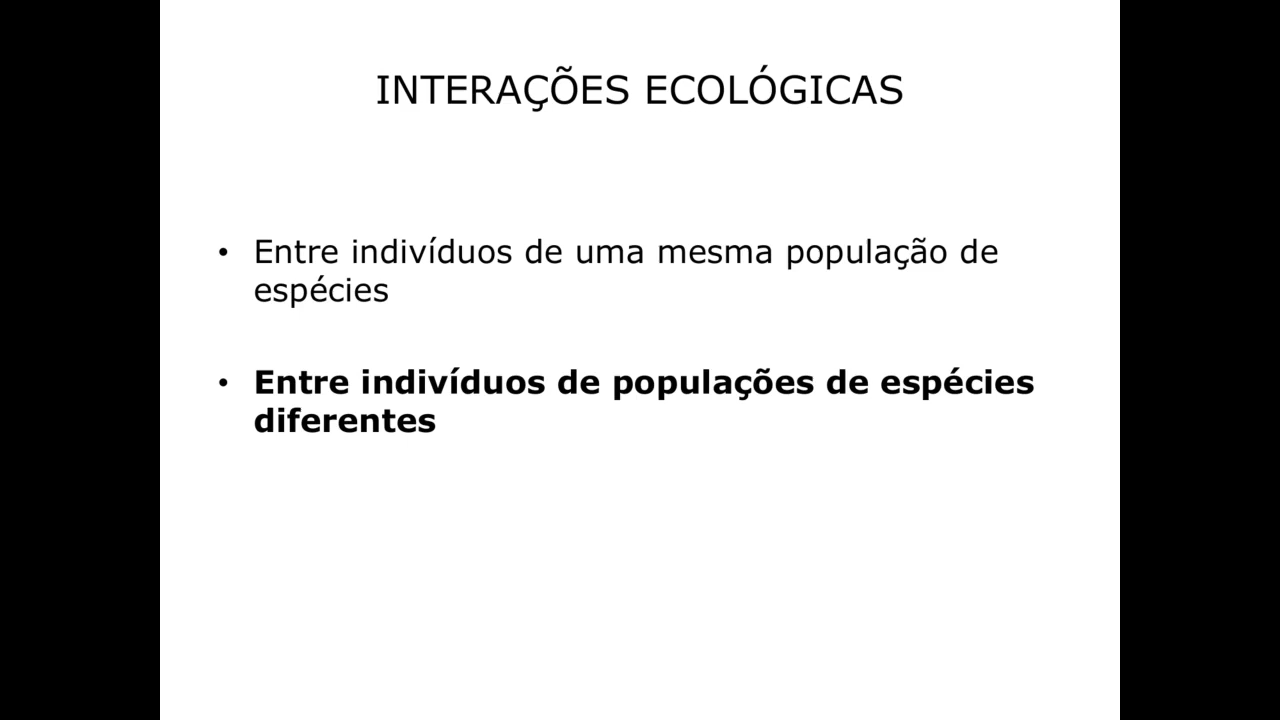 INTERAÇÕES ECOLÓGICAS
• Entre indivíduos de uma mesma população de
espécies
• Entre indivíduos de populações de espécies
diferentes